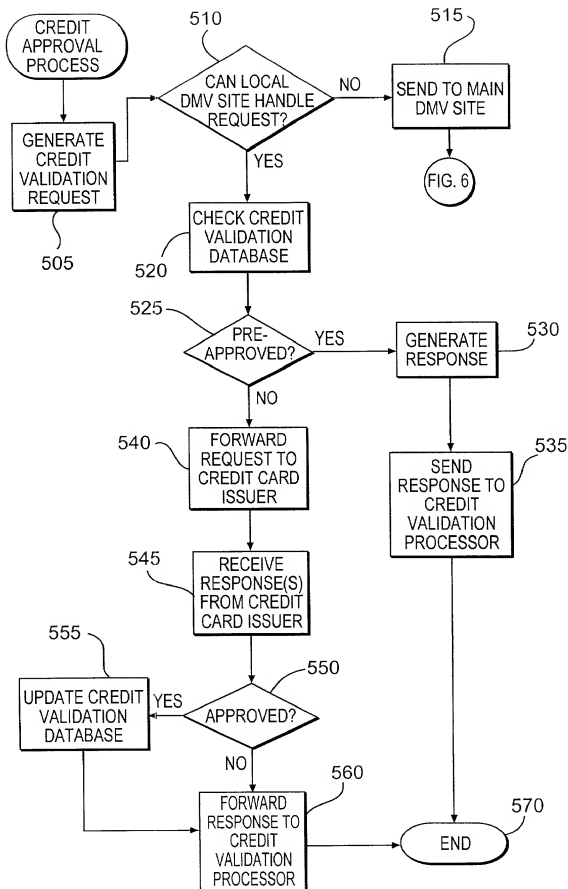 CREDIT
APPROVAL
PROCESS
510
515
CAN LOCAL
DMV SITE HANDLE
REQUEST?
NO
SEND TO MAIN
DMV SITE
GENERATE
CREDIT
VALIDATION
REQUEST
505
YES
FIG. 6
CHECK CREDIT
VALIDATION
DATABASE
520
525
PRE-
APPROVED?
YES
GENERATE
RESPONSE
530
NO
540
FORWARD
REQUEST TO
CREDIT CARD
ISSUER
SEND
RESPONSE TO
CREDIT
VALIDATION
PROCESSOR
535
545
RECEIVE
RESPONSE(S)
FROM CREDIT
CARD ISSUER
555
550
UPDATE CREDIT
VALIDATION
DATABASE
YES
APPROVED?
NO
560
FORWARD
RESPONSE TO
CREDIT
VALIDATION
PROCESSOR
570
END